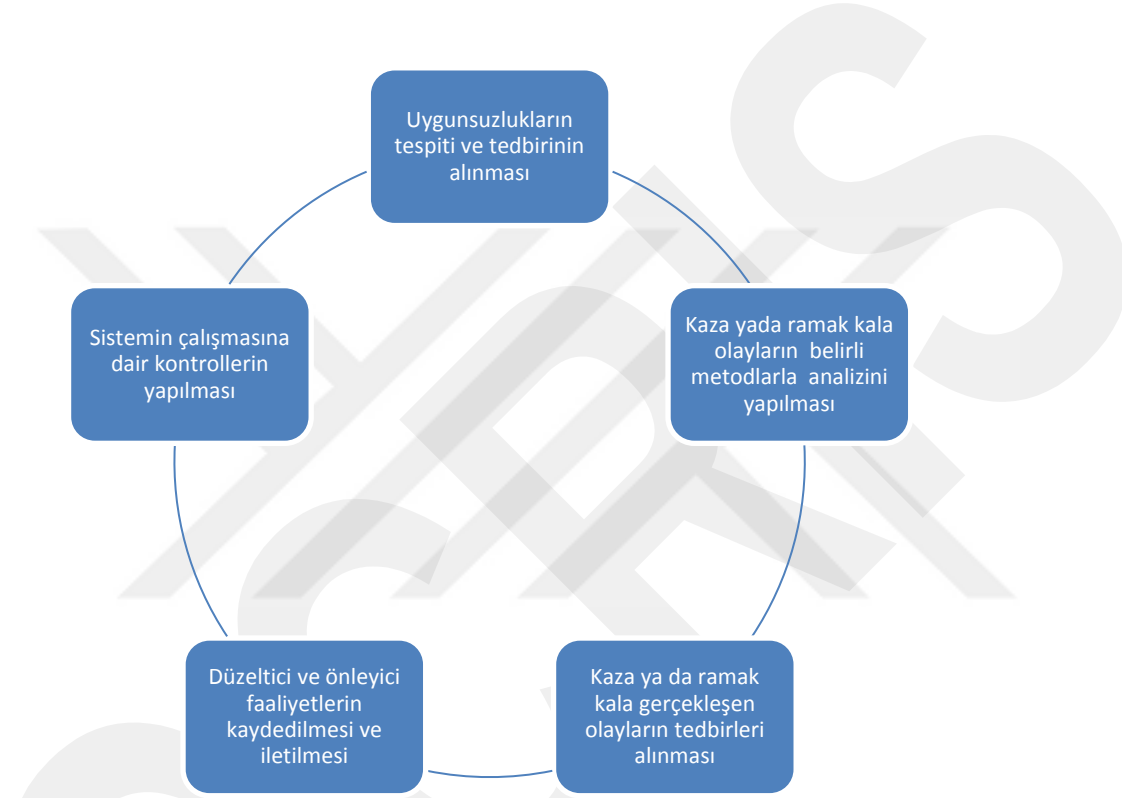 Uygunsuzlukların
tespiti ve tedbirinin
alınması
Kaza yada ramak kala
olayların belirli
metodlarla analizini
yapılması
Kaza ya da ramak
kala gerçekleşen
olayların tedbirleri
alınması
Düzeltici ve önleyici
faaliyetlerin
kaydedilmesi ve
iletilmesi
Sistemin çalışmasına
dair kontrollerin
yapılması